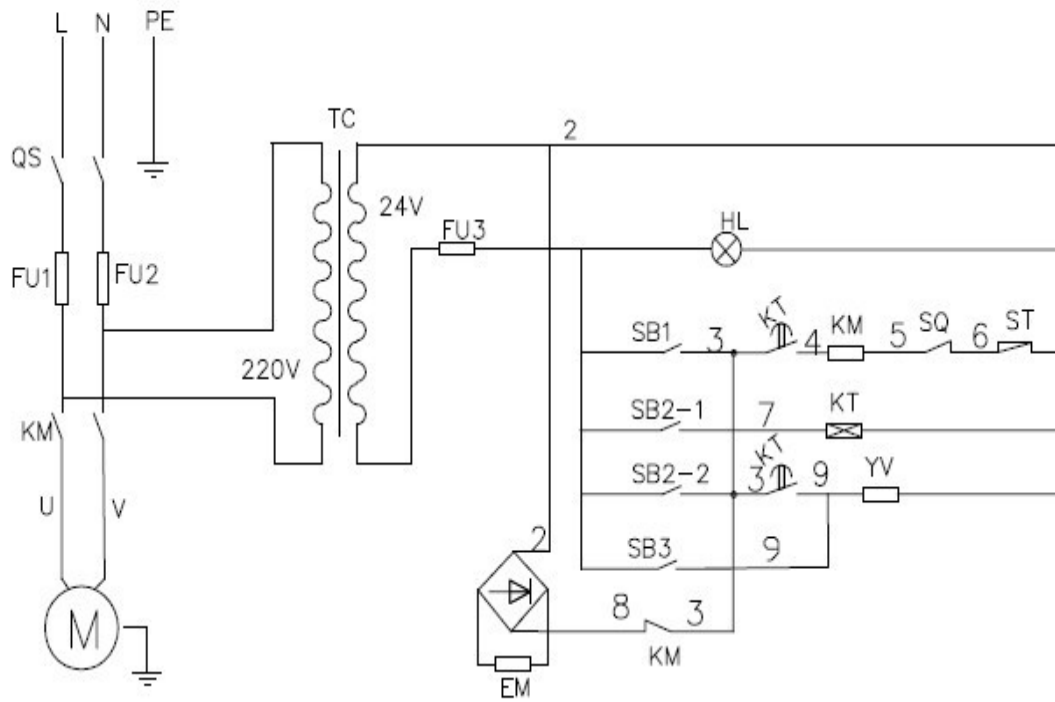 L N PE
TC
2
QS
24V
HL
FU3
FU1 FU2
SB1 3 KT 4 KM 5 SQ 6 ST
220V
SB2-1 7 KT
KM
SB2-2 3 KT 9 YV
U V
2
SB3 9
8 3
M
KM
EM